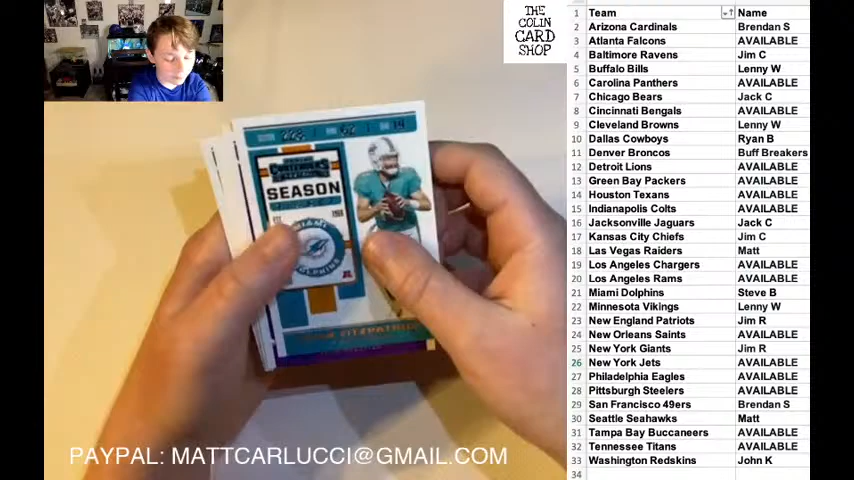 THE
COLIN
CARD
SHOP
CONTENDERS
SEASON
MIAMI
DOLPHINS
FITZPATRICK
PAYPAL: MATTCARLUCCI@GMAIL.COM
1 Team Name
2 Arizona Cardinals Brendan S
3 Atlanta Falcons AVAILABLE
4 Baltimore Ravens Jim C
5 Buffalo Bills Lenny W
6 Carolina Panthers AVAILABLE
7 Chicago Bears Jack C
8 Cincinnati Bengals AVAILABLE
9 Cleveland Browns Lenny W
10 Dallas Cowboys Ryan B
11 Denver Broncos Buff Breakers
12 Detroit Lions AVAILABLE
13 Green Bay Packers AVAILABLE
14 Houston Texans AVAILABLE
15 Indianapolis Colts AVAILABLE
16 Jacksonville Jaguars Jack C
17 Kansas City Chiefs Jim C
18 Las Vegas Raiders Matt
19 Los Angeles Chargers AVAILABLE
20 Los Angeles Rams AVAILABLE
21 Miami Dolphins Steve B
22 Minnesota Vikings Lenny W
23 New England Patriots Jim R
24 New Orleans Saints AVAILABLE
25 New York Giants Jim R
26 New York Jets AVAILABLE
27 Philadelphia Eagles AVAILABLE
28 Pittsburgh Steelers AVAILABLE
29 San Francisco 49ers Brendan S
30 Seattle Seahawks Matt
31 Tampa Bay Buccaneers AVAILABLE
32 Tennessee Titans AVAILABLE
33 Washington Redskins John K
34